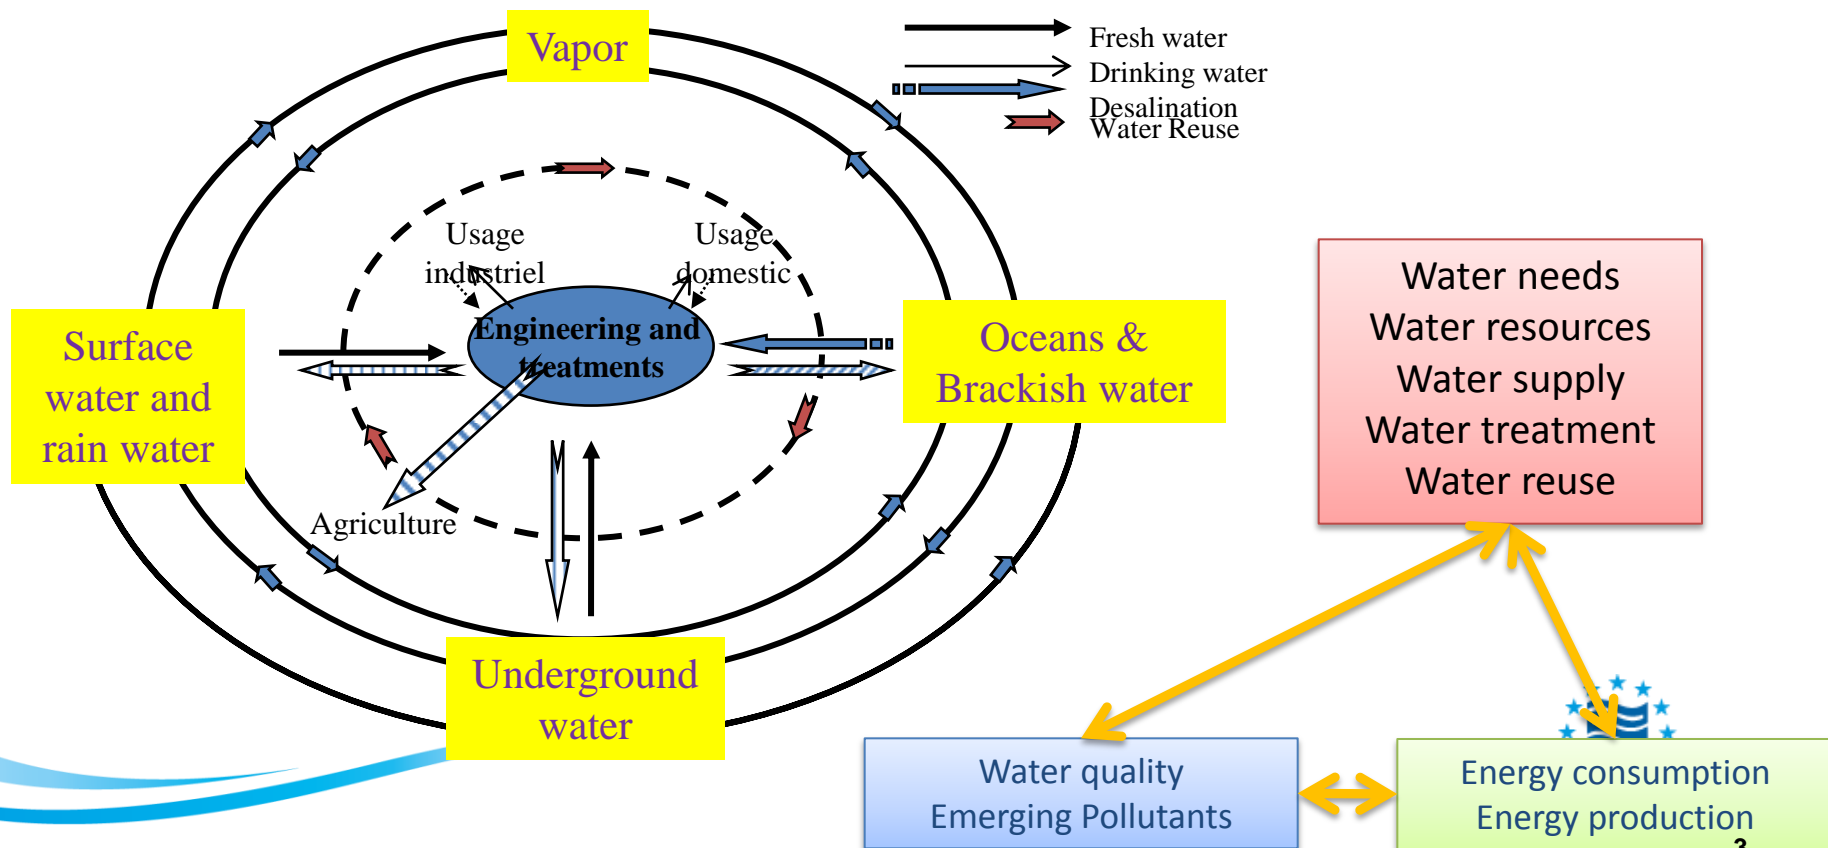 Vapor
Fresh water
Drinking water
Desalination
Water Reuse
Usage
industriel
Usage
domestic
Engineering and
treatments
Surface
water and
rain water
Oceans &
Brackish water
Agriculture
Underground
water
Water needs
Water resources
Water supply
Water treatment
Water reuse
Water quality
Emerging Pollutants
Energy consumption
Energy production
3